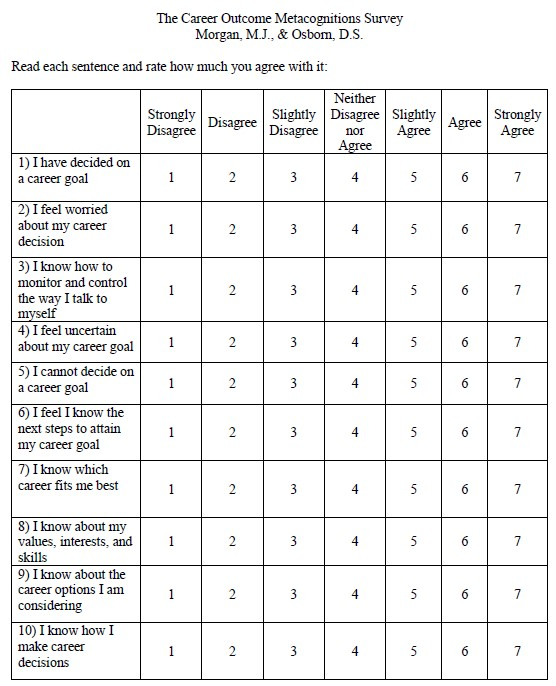 The Career Outcome Metacognitions Survey
Morgan, M.J., & Osborn, D.S.
Read each sentence and rate how much you agree with it:
Strongly Disagree Disagree Slightly Disagree Neither Disagree nor Agree Slightly Agree Agree Strongly Agree
1) I have decided on
a career goal
1 2 3 4 5 6 7
2) I feel worried
about my career
decision
1 2 3 4 5 6 7
3) I know how to
monitor and control
the way I talk to
myself
1 2 3 4 5 6 7
4) I feel uncertain
about my career goal
1 2 3 4 5 6 7
5) I cannot decide on
a career goal
1 2 3 4 5 6 7
6) I feel I know the
next steps to attain
my career goal
1 2 3 4 5 6 7
7) I know which
career fits me best
1 2 3 4 5 6 7
8) I know about my
values, interests, and
skills
1 2 3 4 5 6 7
9) I know about the
career options I am
considering
1 2 3 4 5 6 7
10) I know how I
make career
decisions
1 2 3 4 5 6 7